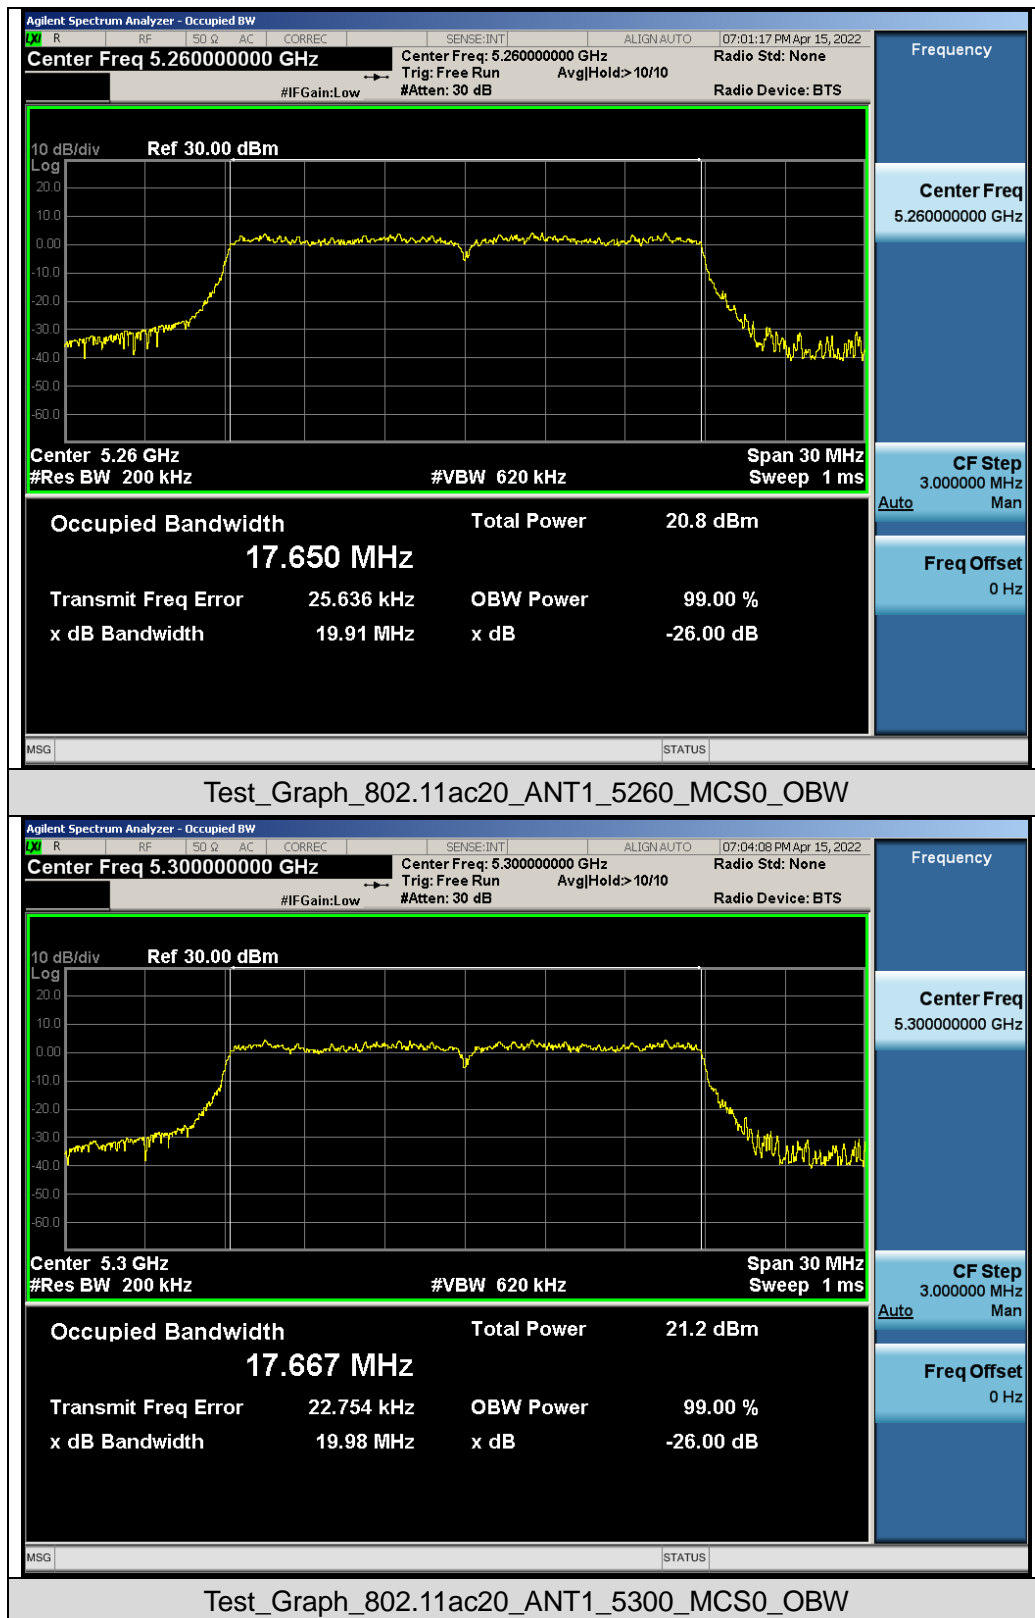 Agilent Spectrum Analyzer - Occupied BW
LXI R RF 50 Ω AC CORREC SENSE:INT ALIGN AUTO 07:01:17 PM Apr 15, 2022
Center Freq 5.260000000 GHz
Center Freq: 5.260000000 GHz
Radio Std: None
Trig: Free Run Avg|Hold:>10/10
#IFGain:Low #Atten: 30 dB Radio Device: BTS
10 dB/div Ref 30.00 dBm
Log
20.0
10.0
0.00
-10.0
-20.0
-30.0
-40.0
-50.0
-60.0
Center 5.26 GHz Span 30 MHz
#Res BW 200 kHz #VBW 620 kHz Sweep 1 ms
Occupied Bandwidth Total Power 20.8 dBm
17.650 MHz
Transmit Freq Error 25.636 kHz OBW Power 99.00 %
x dB Bandwidth 19.91 MHz x dB -26.00 dB
MSG STATUS
Frequency
Center Freq
5.260000000 GHz
CF Step
3.000000 MHz
Auto Man
Freq Offset
0 Hz
Test_Graph_802.11ac20_ANT1_5260_MCS0_OBW
Agilent Spectrum Analyzer - Occupied BW
LXI R RF 50 Ω AC CORREC SENSE:INT ALIGN AUTO 07:04:08 PM Apr 15, 2022
Center Freq 5.300000000 GHz
Center Freq: 5.300000000 GHz
Radio Std: None
Trig: Free Run Avg|Hold:>10/10
#IFGain:Low #Atten: 30 dB Radio Device: BTS
10 dB/div Ref 30.00 dBm
Log
20.0
10.0
0.00
-10.0
-20.0
-30.0
-40.0
-50.0
-60.0
Center 5.3 GHz Span 30 MHz
#Res BW 200 kHz #VBW 620 kHz Sweep 1 ms
Occupied Bandwidth Total Power 21.2 dBm
17.667 MHz
Transmit Freq Error 22.754 kHz OBW Power 99.00 %
x dB Bandwidth 19.98 MHz x dB -26.00 dB
MSG STATUS
Frequency
Center Freq
5.300000000 GHz
CF Step
3.000000 MHz
Auto Man
Freq Offset
0 Hz
Test_Graph_802.11ac20_ANT1_5300_MCS0_OBW